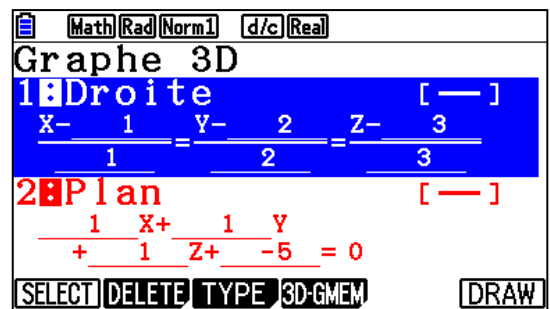 Math Rad Norm1 d/c Real
Graphe 3D
1:Droite [—]
X- 1 Y- 2 Z- 3
= =
1 2 3
2:Plan [—]
1 X+ 1 Y
+ 1 Z+ -5 = 0
SELECT DELETE TYPE 3D-GMEM DRAW